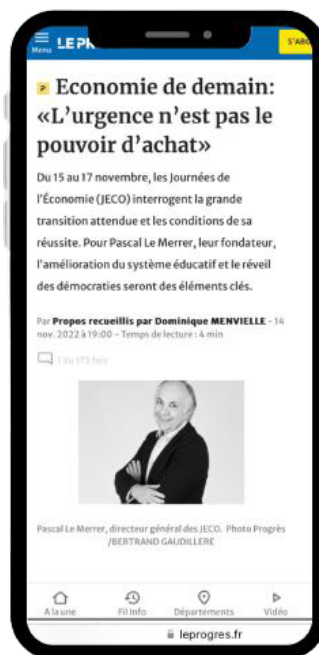 Menu LE PR S'ABO
P Economie de demain:
«L’urgence n’est pas le
pouvoir d’achat»
Du 15 au 17 novembre, les Journées de
l’Économie (JECO) interrogent la grande
transition attendue et les conditions de sa
réussite. Pour Pascal Le Merrer, leur fondateur,
l’amélioration du système éducatif et le réveil
des démocraties seront des éléments clés.
Par Propos recueillis par Dominique MENVIELLE - 14
nov. 2022 à 19:00 - Temps de lecture : 4 min
Vu 173 fois
Pascal Le Merrer, directeur général des JECO. Photo Progrès
/BERTRAND GAUDILLERE
A la une Fil Info Départements Vidéo
leprogres.fr